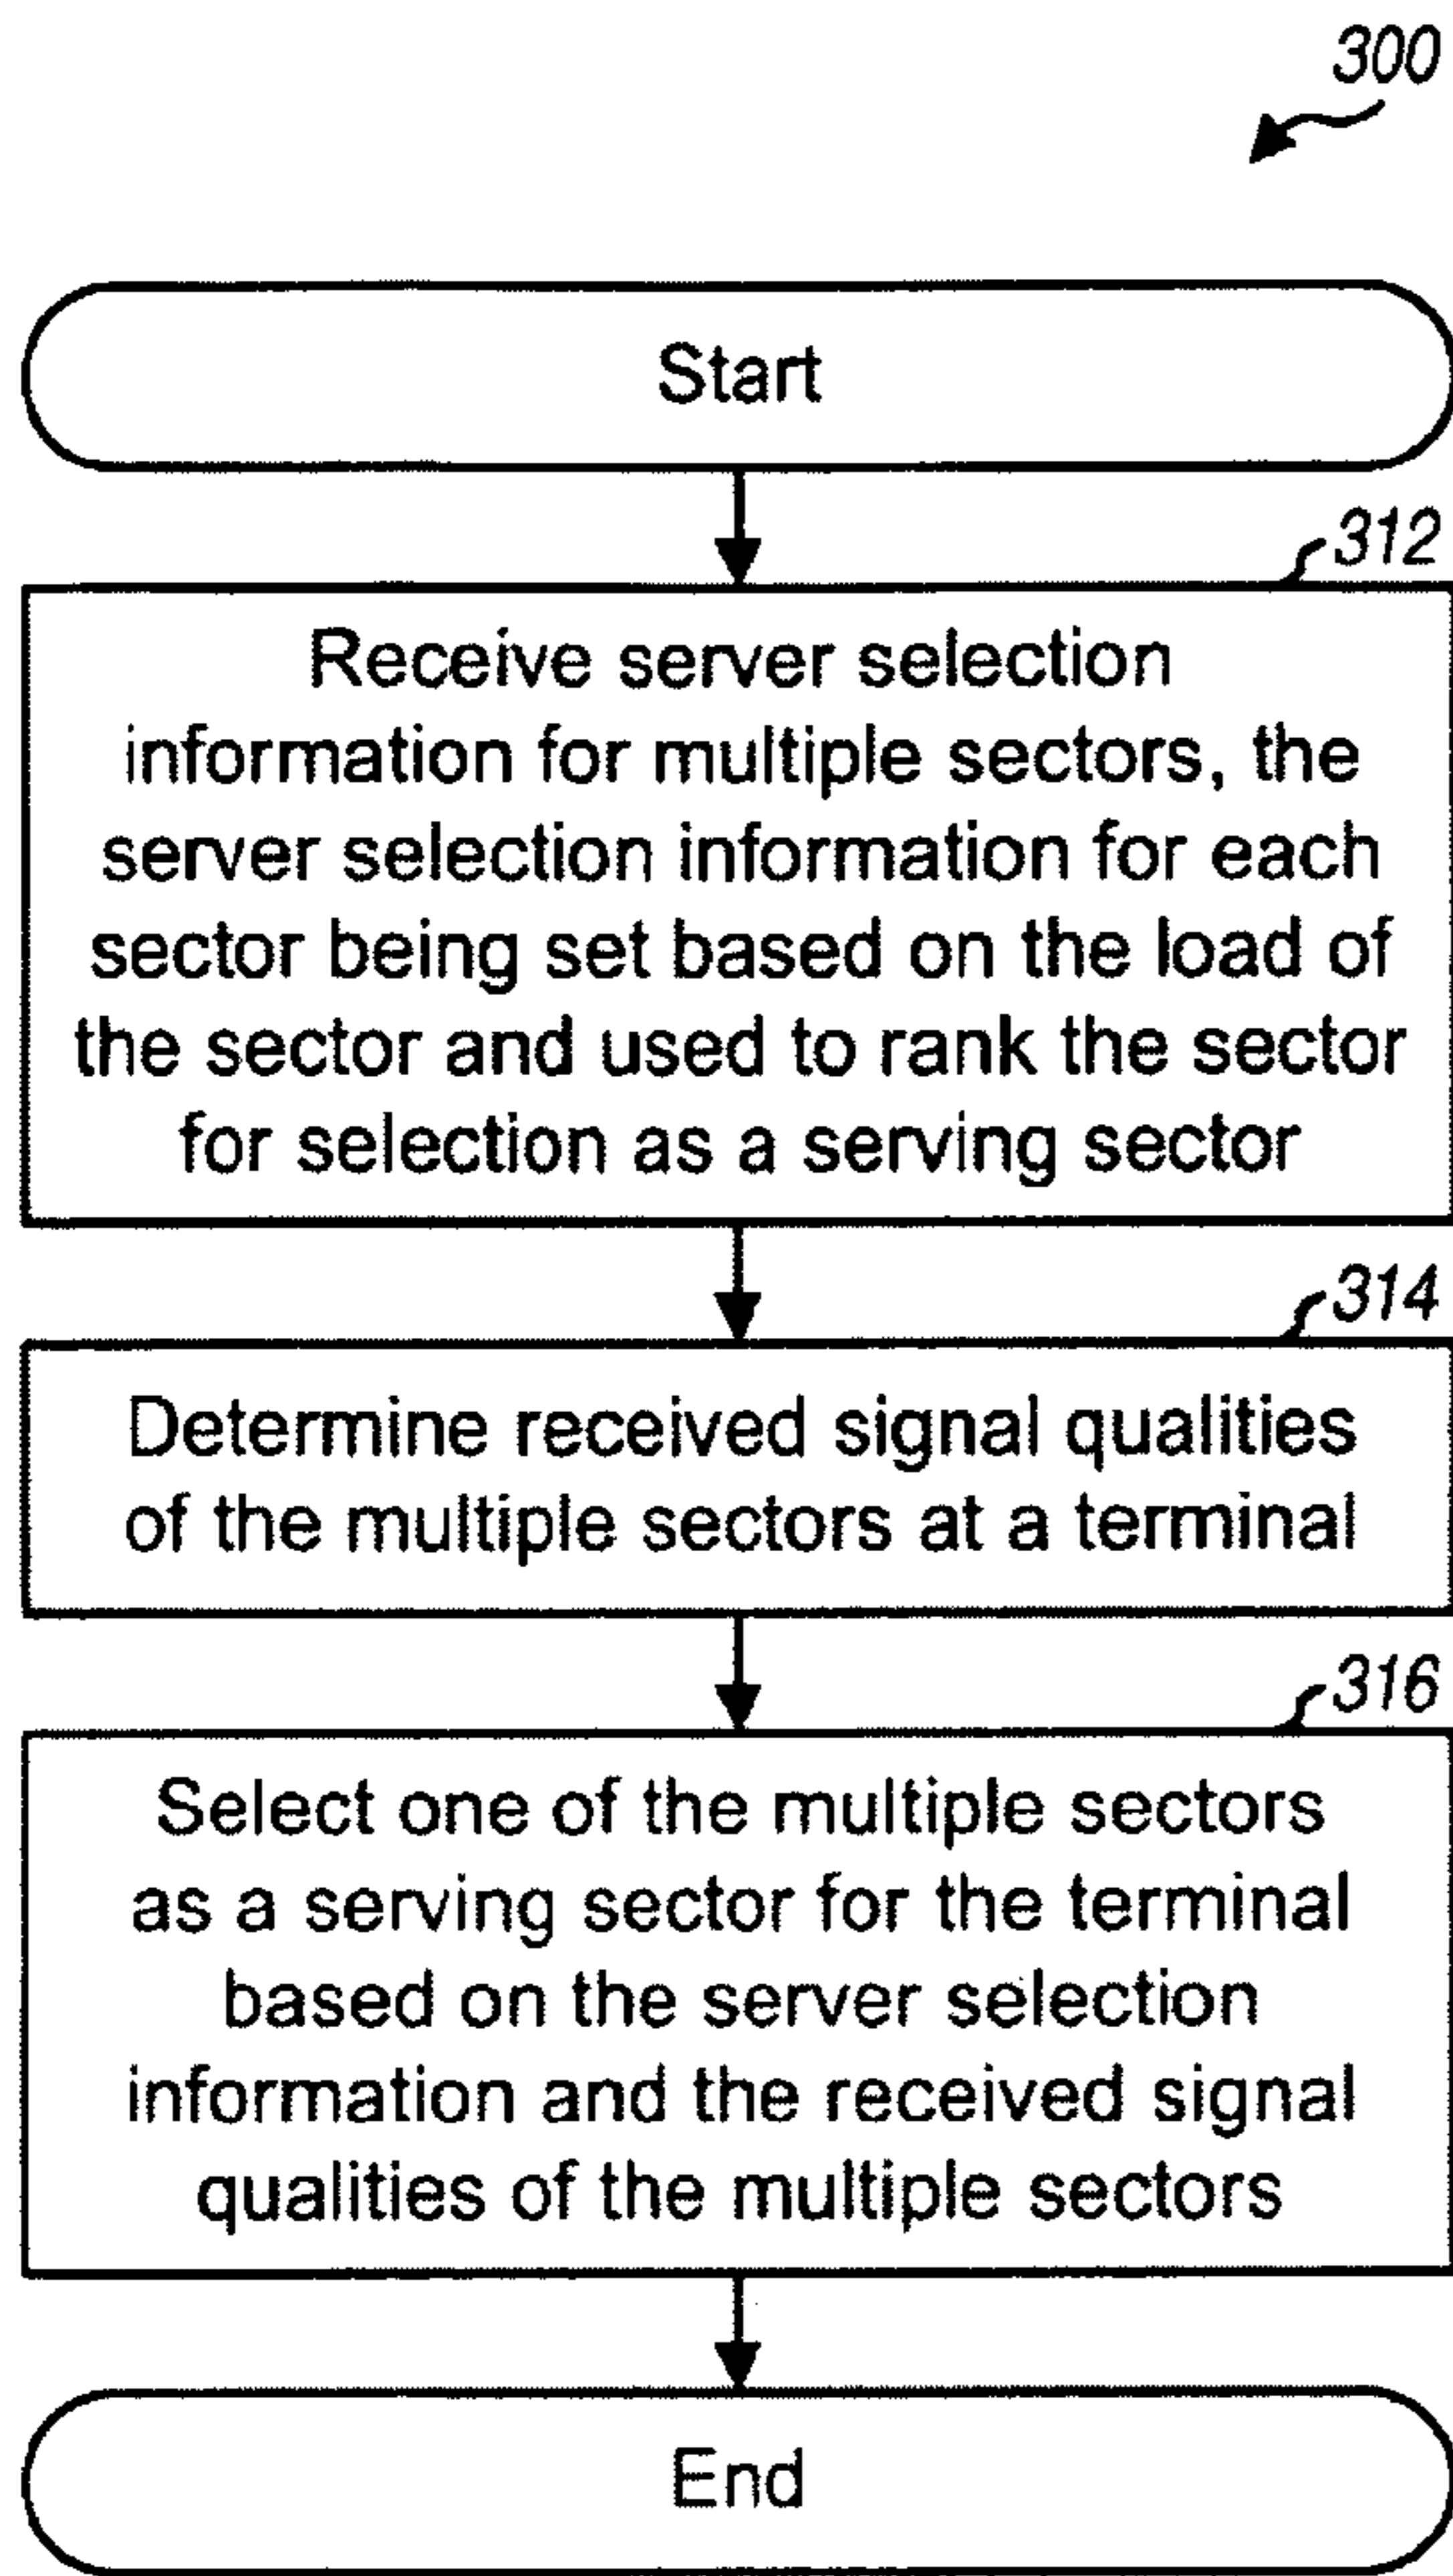 300
Start
312
Receive server selection
information for multiple sectors, the
server selection information for each
sector being set based on the load of
the sector and used to rank the sector
for selection as a serving sector
314
Determine received signal qualities
of the multiple sectors at a terminal
316
Select one of the multiple sectors
as a serving sector for the terminal
based on the server selection
information and the received signal
qualities of the multiple sectors
End